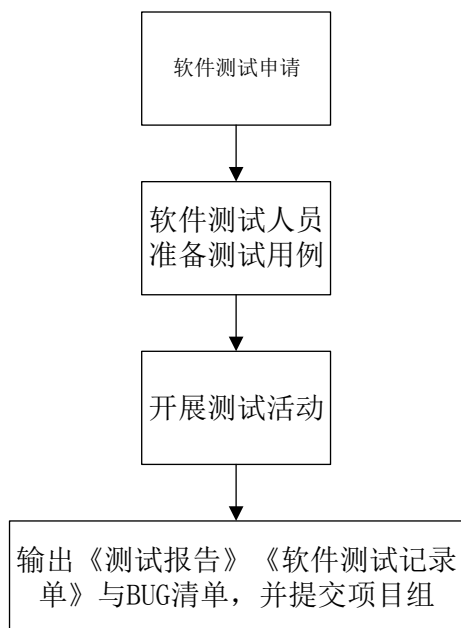 软件测试申请
软件测试人员
准备测试用例
开展测试活动
输出《测试报告》《软件测试记录
单》与BUG清单，并提交项目组